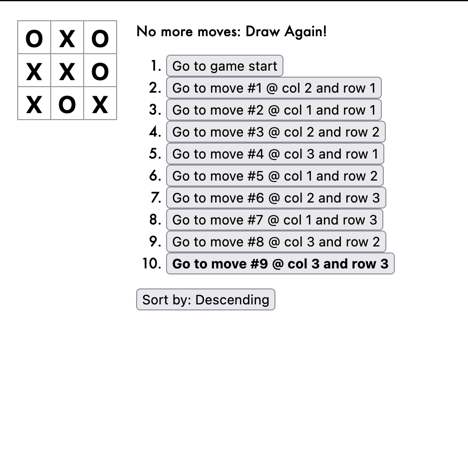 O X O
X X O
X O X
No more moves: Draw Again!
1. Go to game start
2. Go to move #1 @ col 2 and row 1
3. Go to move #2 @ col 1 and row 1
4. Go to move #3 @ col 2 and row 2
5. Go to move #4 @ col 3 and row 1
6. Go to move #5 @ col 1 and row 2
7. Go to move #6 @ col 2 and row 3
8. Go to move #7 @ col 1 and row 3
9. Go to move #8 @ col 3 and row 2
10. Go to move #9 @ col 3 and row 3
Sort by: Descending